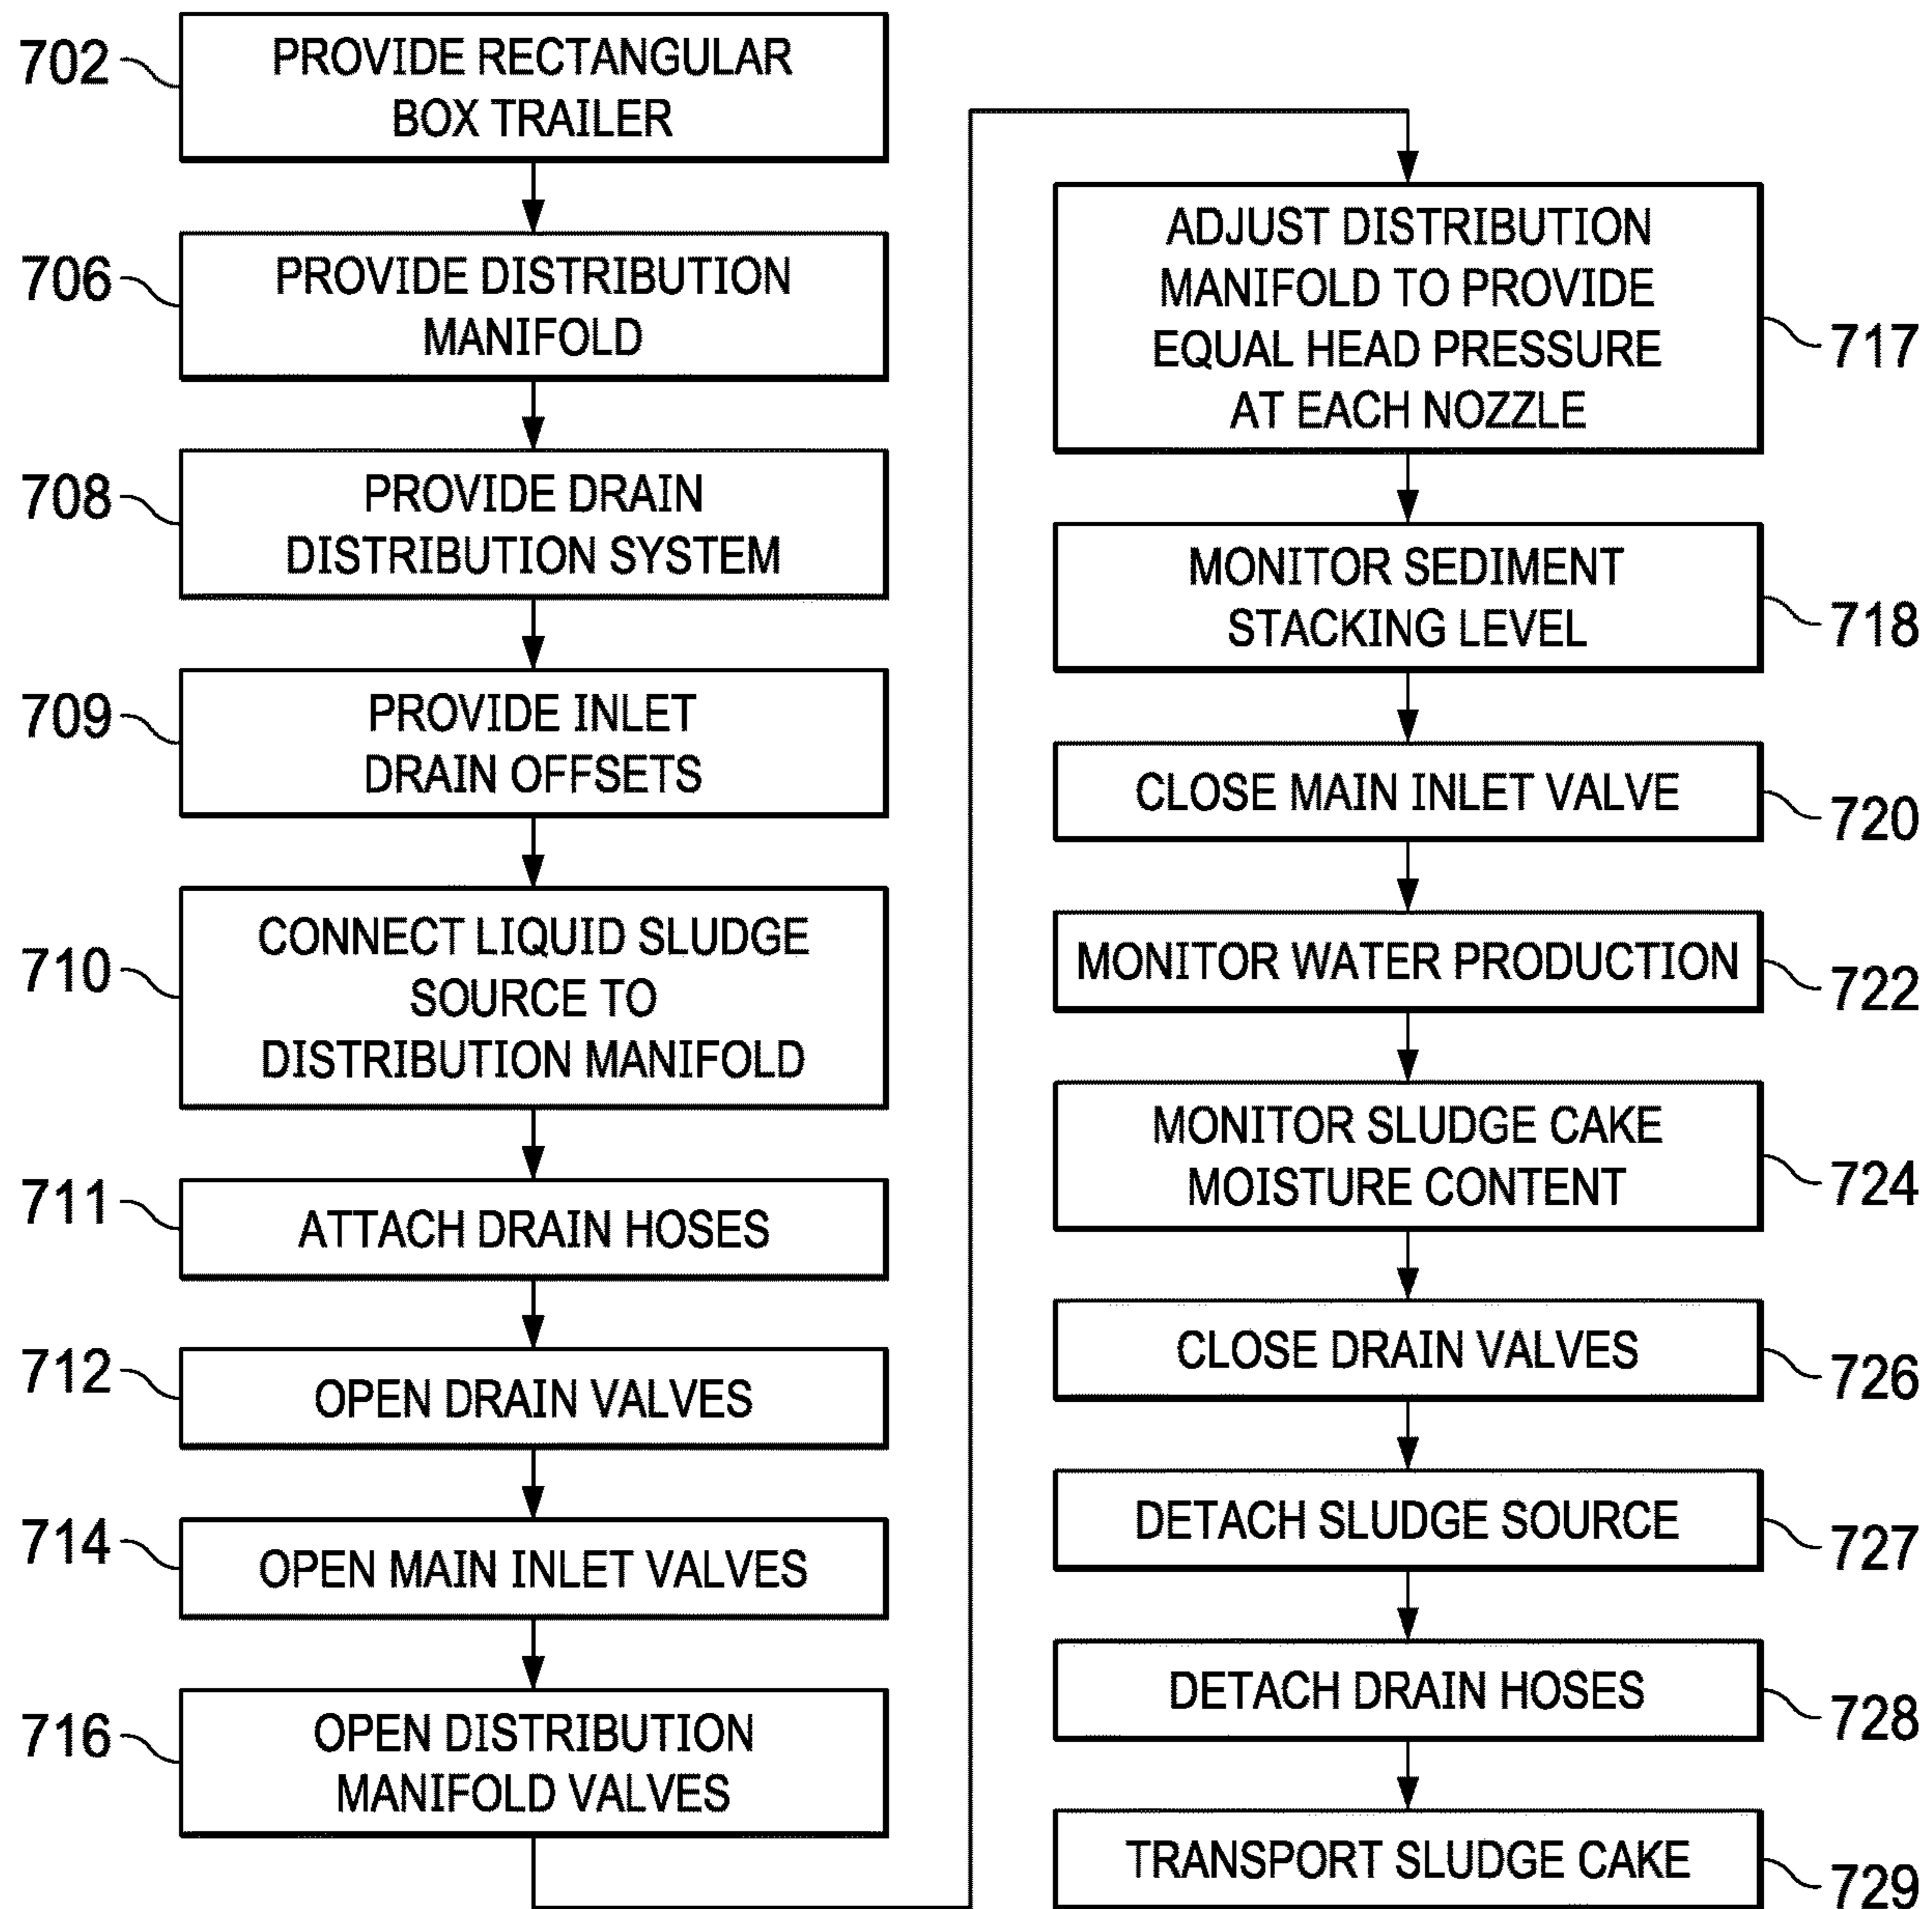 702
PROVIDE RECTANGULAR
BOX TRAILER
706
PROVIDE DISTRIBUTION
MANIFOLD
708
PROVIDE DRAIN
DISTRIBUTION SYSTEM
709
PROVIDE INLET
DRAIN OFFSETS
710
CONNECT LIQUID SLUDGE
SOURCE TO
DISTRIBUTION MANIFOLD
711
ATTACH DRAIN HOSES
712
OPEN DRAIN VALVES
714
OPEN MAIN INLET VALVES
716
OPEN DISTRIBUTION
MANIFOLD VALVES
ADJUST DISTRIBUTION
MANIFOLD TO PROVIDE
EQUAL HEAD PRESSURE
AT EACH NOZZLE
717
MONITOR SEDIMENT
STACKING LEVEL
718
CLOSE MAIN INLET VALVE
720
MONITOR WATER PRODUCTION
722
MONITOR SLUDGE CAKE
MOISTURE CONTENT
724
CLOSE DRAIN VALVES
726
DETACH SLUDGE SOURCE
727
DETACH DRAIN HOSES
728
TRANSPORT SLUDGE CAKE
729